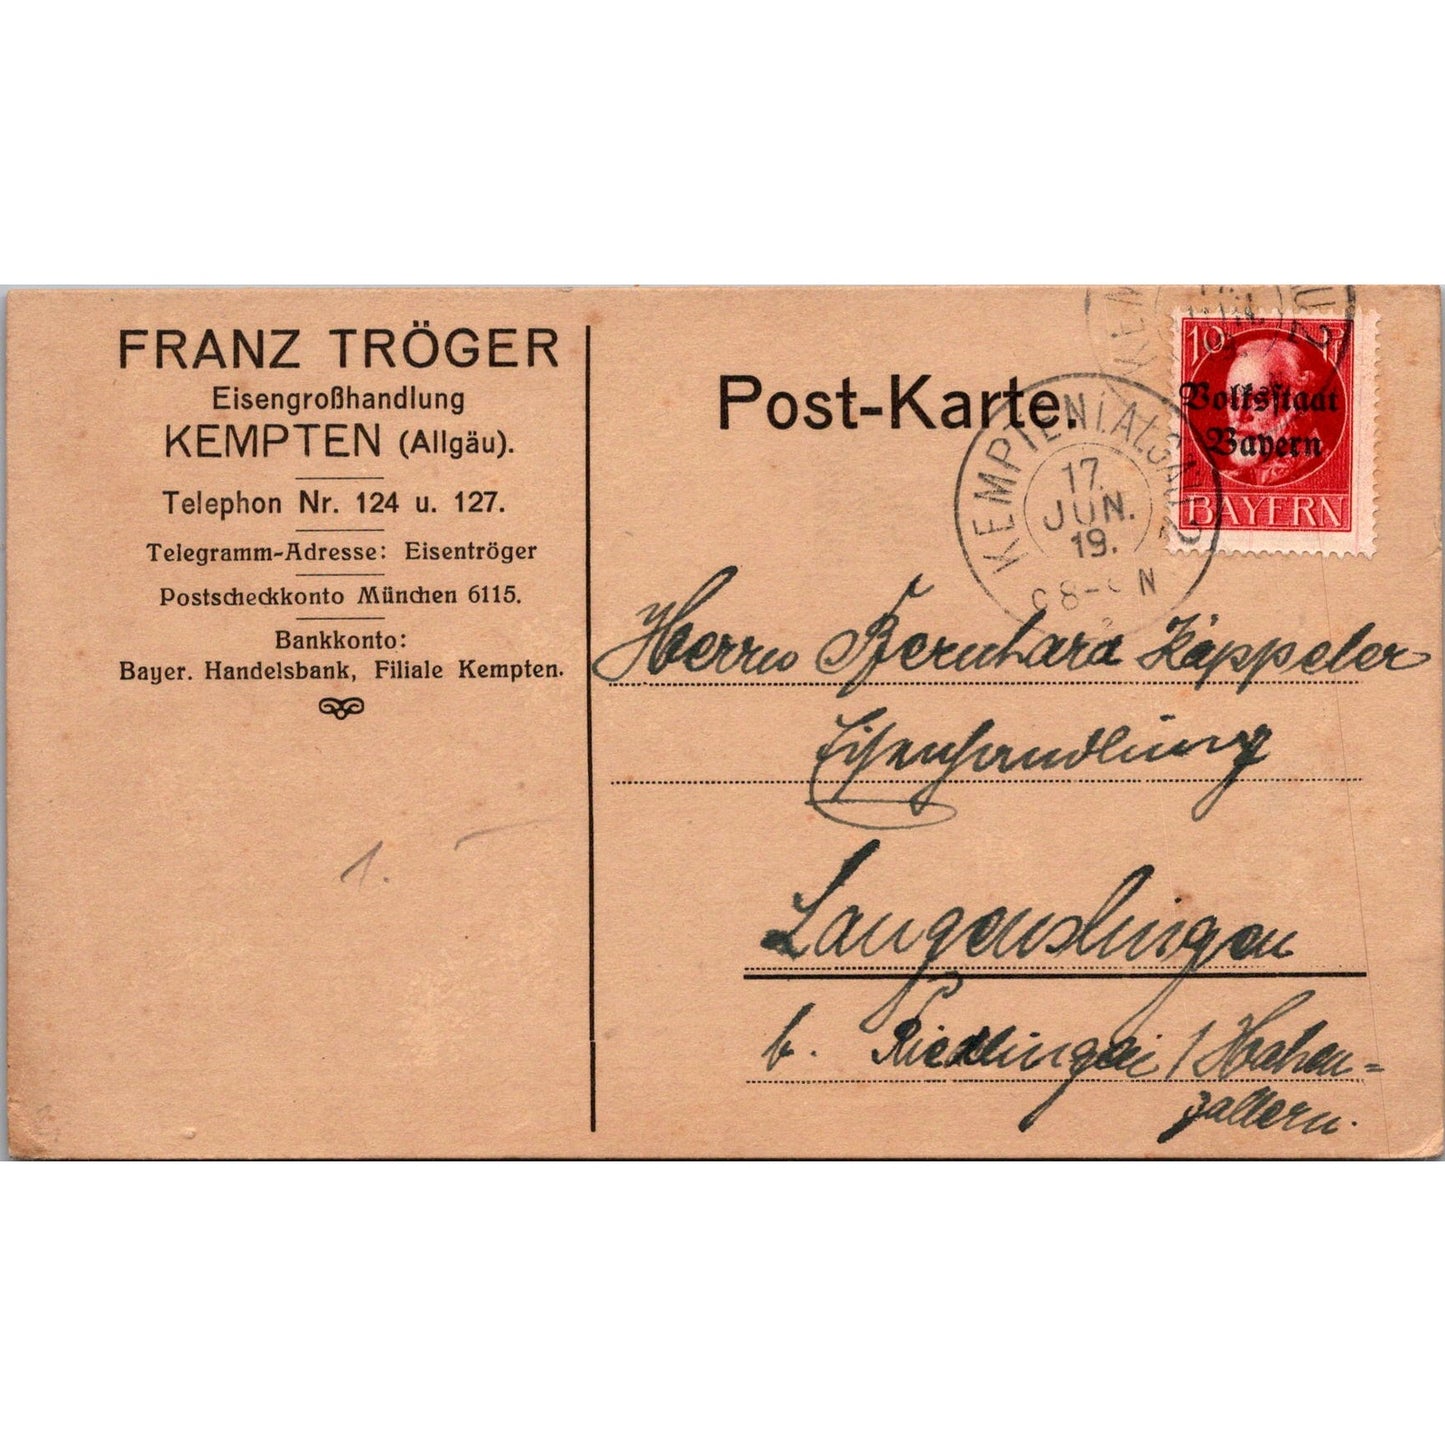 FRANZ TRÖGER
Eisengroßhandlung
KEMPTEN (Allgäu).
Telephon Nr. 124 u. 127.
Telegramm-Adresse: Eisentröger
Postscheckkonto München 6115.
Bankkonto:
Bayer. Handelsbank, Filiale Kempten.
1.
Post-Karte.
KEMPTEN i. Allgäu
17.
JUN.
19.
10 P
Volksstaat
Bayern
BAYERN
Herrn Bernhard Käppeler
Eisenhandlung
Langenslingen
b. Riedlingen / Hohen=
zollern.